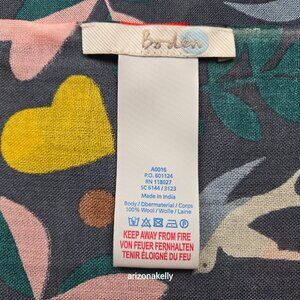 Boden
A0016
P.O. 601124
RN 118027
SC 6144 / 3123
Made in India
Body / Obermaterial / Corps
100% Wool / Wolle / Laine
KEEP AWAY FROM FIRE
VON FEUER FERNHALTEN
TENIR ELOIGNÉ DU FEU
arizonakelly